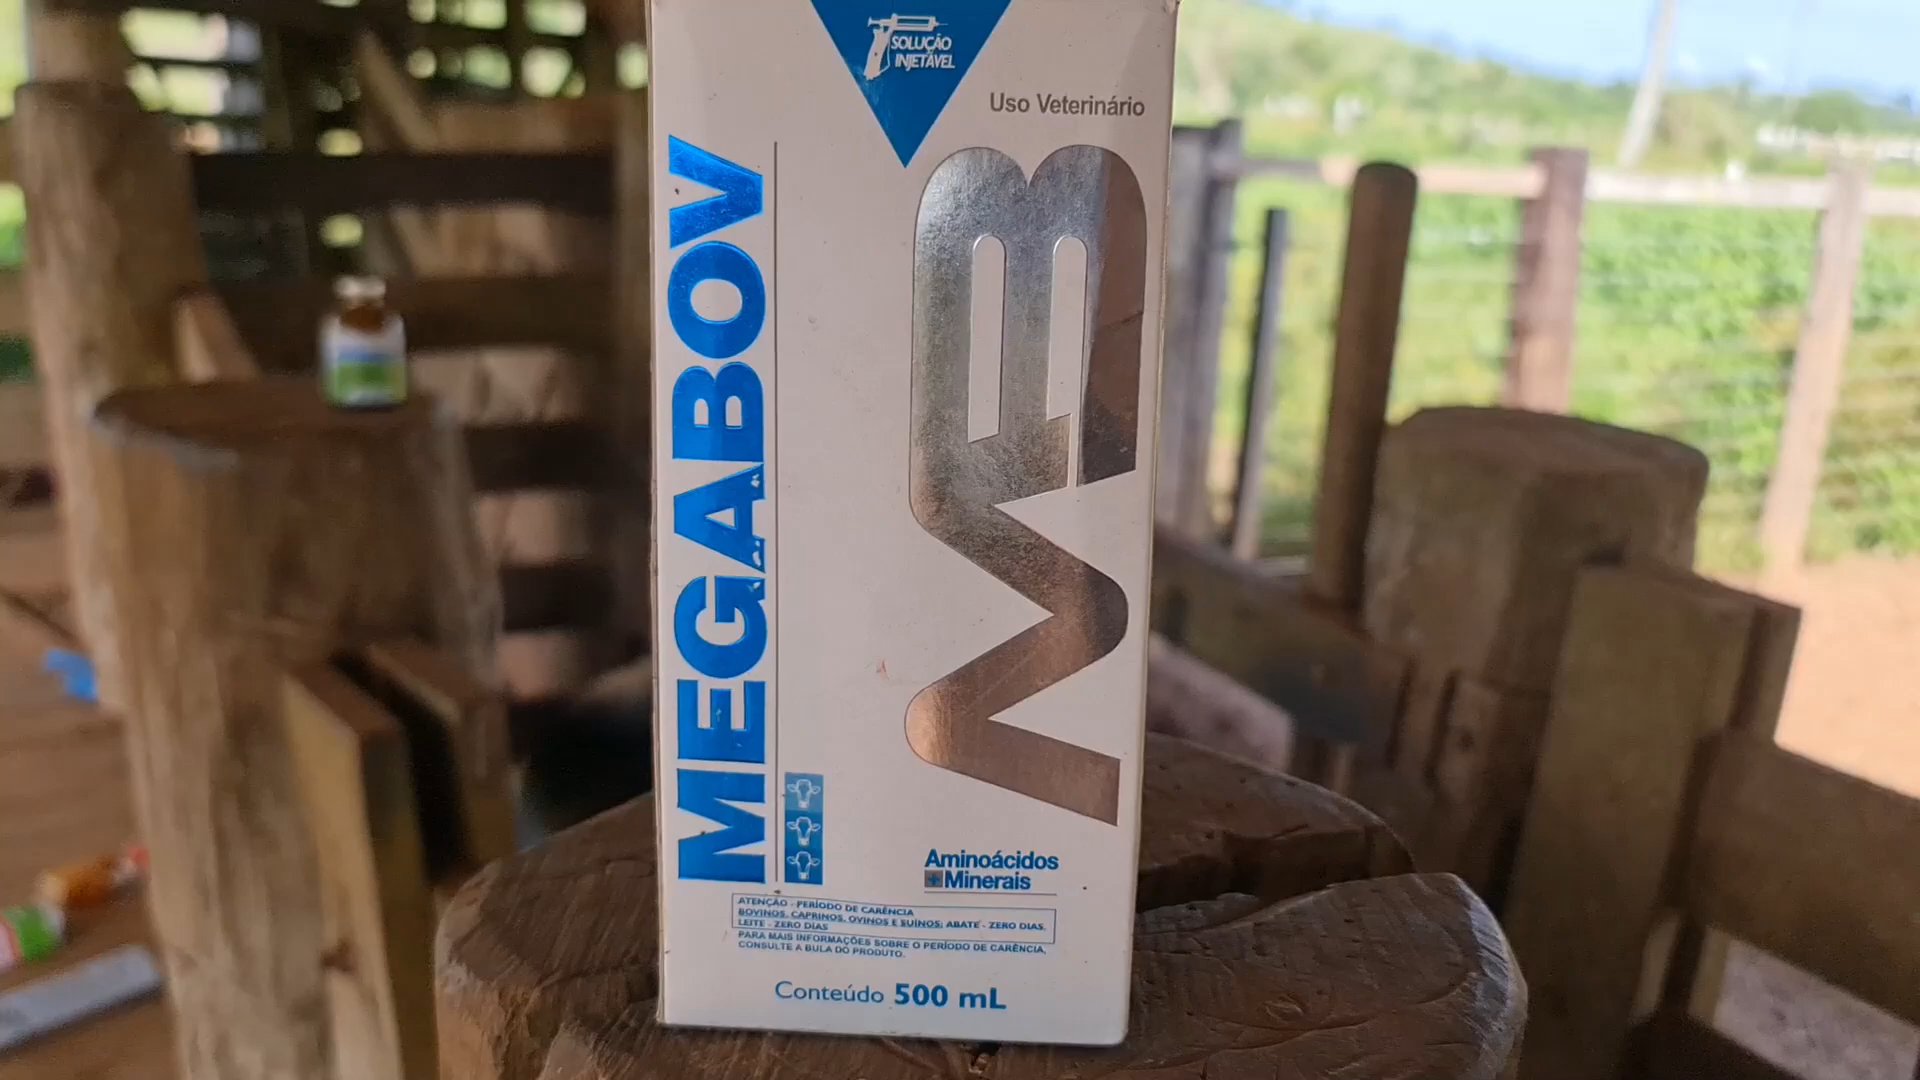 SOLUÇÃO
INJETÁVEL
Uso Veterinário
MEGABOV
MB
Aminoácidos
+Minerais
ATENÇÃO - PERÍODO DE CARÊNCIA
BOVINOS, CAPRINOS, OVINOS E SUÍNOS: ABATE - ZERO DIAS.
LEITE - ZERO DIAS
PARA MAIS INFORMAÇÕES SOBRE O PERÍODO DE CARÊNCIA,
CONSULTE A BULA DO PRODUTO.
Conteúdo 500 mL